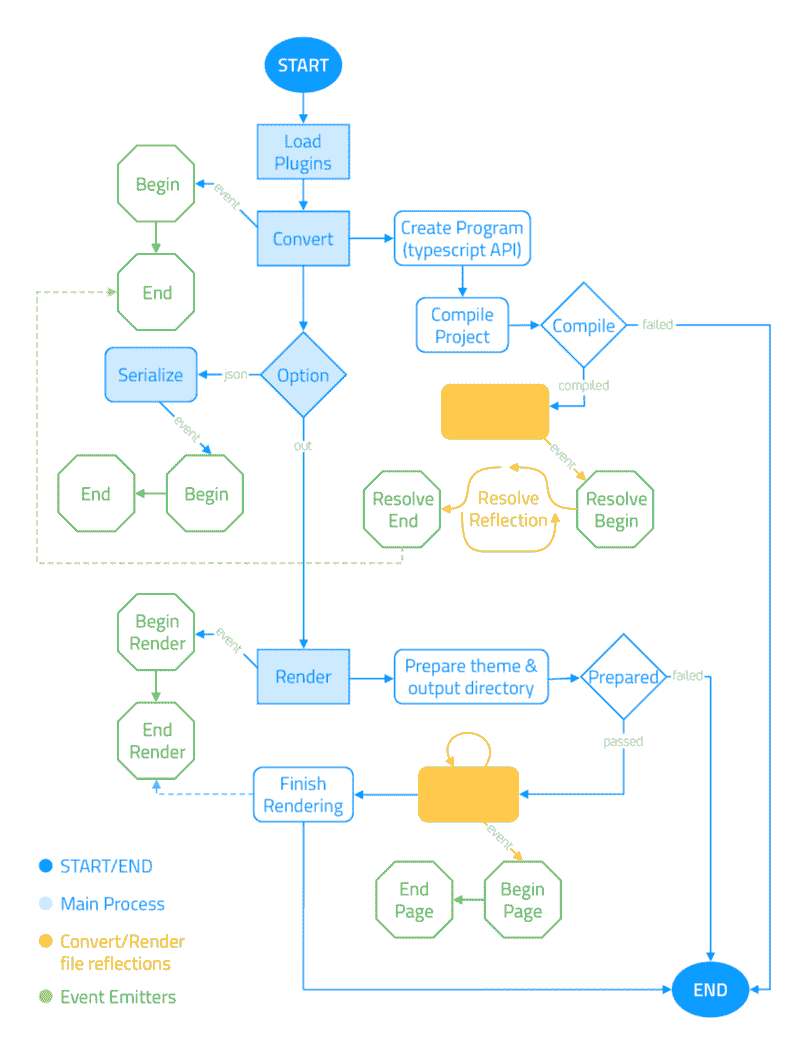 START
Load
Plugins
Begin
event
Convert
Create Program
(typescript API)
End
Compile
Project
Compile
failed
Serialize
json
Option
compiled
event
out
event
End
Begin
Resolve
End
Resolve
Reflection
Resolve
Begin
Begin
Render
event
Render
Prepare theme &
output directory
Prepared
failed
End
Render
passed
Finish
Rendering
event
End
Page
Begin
Page
START/END
Main Process
Convert/Render
file reflections
Event Emitters
END